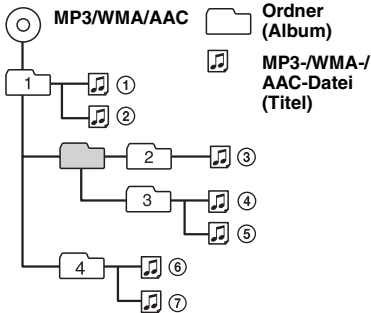 MP3/WMA/AAC
Ordner
(Album)
MP3-/WMA-/
AAC-Datei
(Titel)
1
①
②
2
③
3
④
⑤
4
⑥
⑦